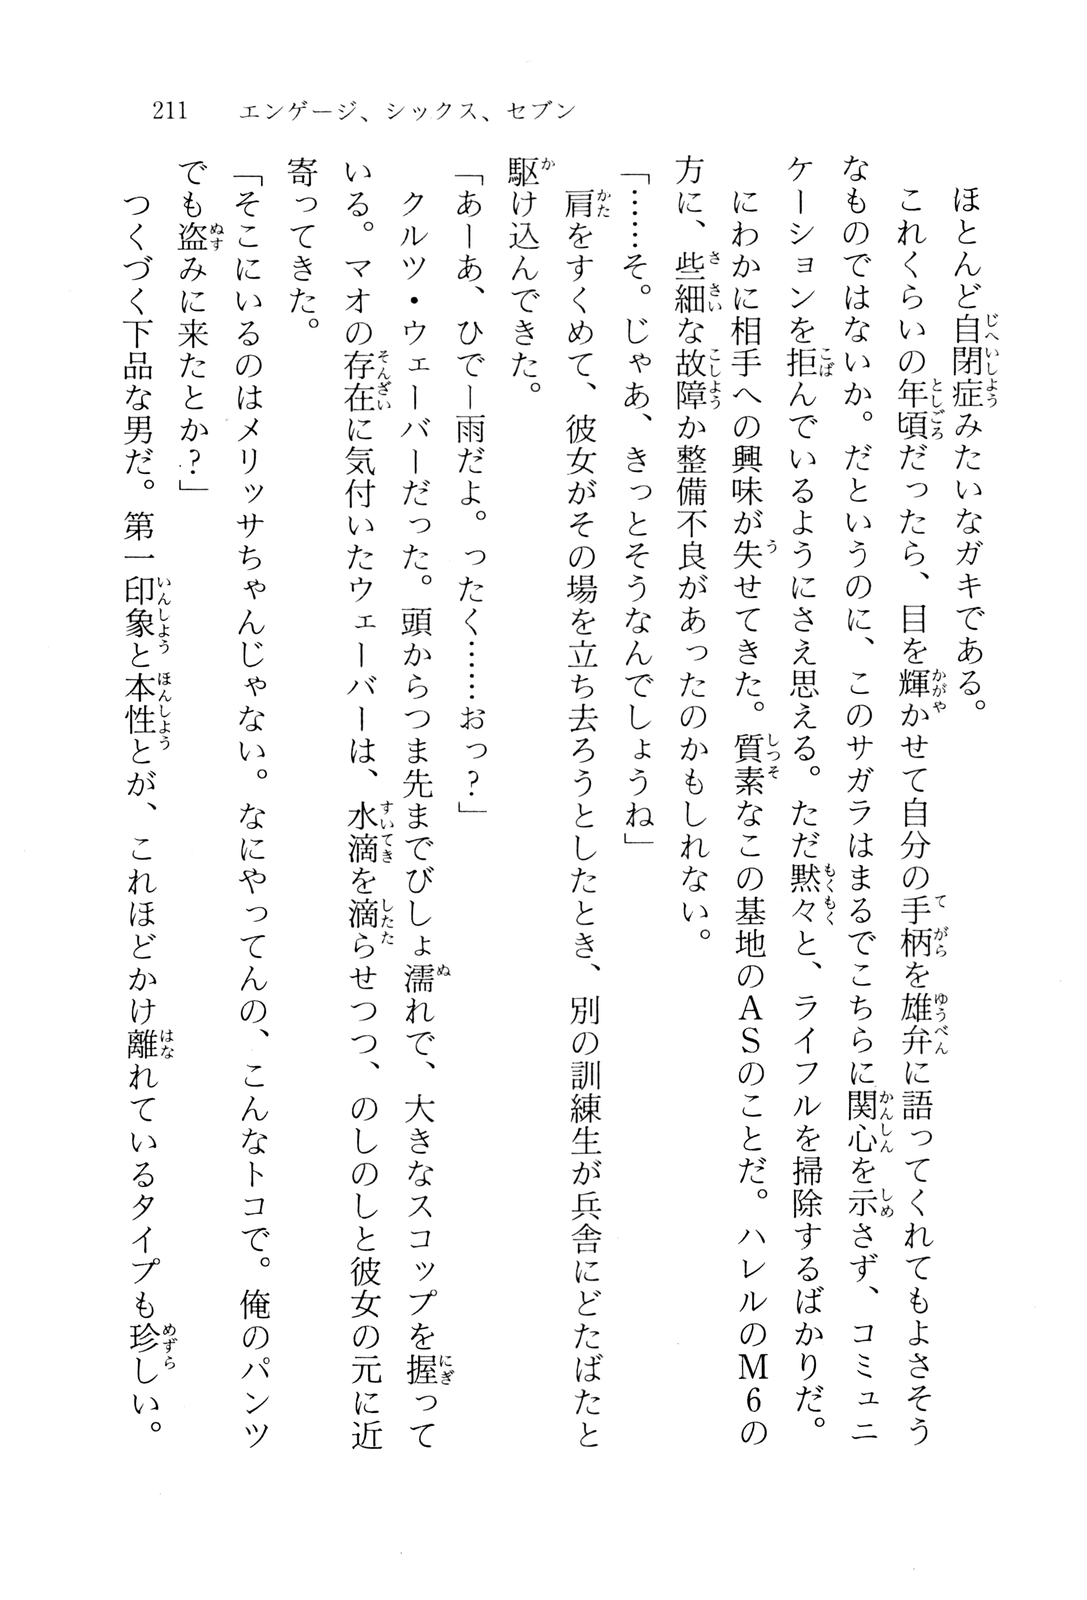 211 エンゲージ、シックス、セブン
ほとんど自閉症みたいなガキである。
これくらいの年頃だったら、目を輝かせて自分の手柄を雄弁に語ってくれてもよさそう
なものではないか。だというのに、このサガラはまるでこちらに関心を示さず、コミュニ
ケーションを拒んでいるようにさえ思える。ただ黙々と、ライフルを掃除するばかりだ。
にわかに相手への興味が失せてきた。質素なこの基地のASのことだ。ハレルのM6の
方に、些細な故障か整備不良があったのかもしれない。
「……そ。じゃあ、きっとそうなんでしょうね」
肩をすくめて、彼女がその場を立ち去ろうとしたとき、別の訓練生が兵舎にどたばたと
駆け込んできた。
「あーあ、ひでー雨だよ。ったく……おっ?」
クルツ・ウェーバーだった。頭からつま先までびしょ濡れで、大きなスコップを握って
いる。マオの存在に気付いたウェーバーは、水滴を滴らせつつ、のしのしと彼女の元に近
寄ってきた。
「そこにいるのはメリッサちゃんじゃない。なにやってんの、こんなトコで。俺のパンツ
でも盗みに来たとか?」
つくづく下品な男だ。第一印象と本性とが、これほどかけ離れているタイプも珍しい。